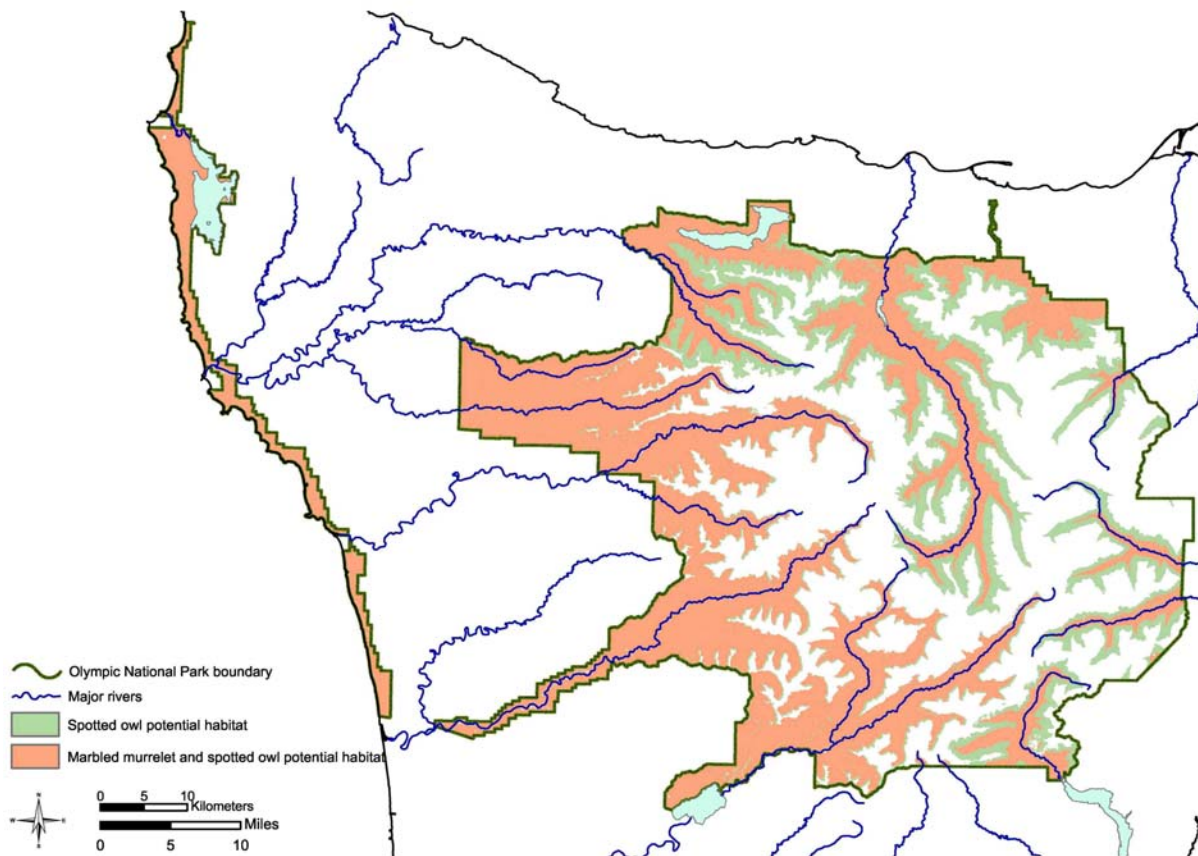 Olympic National Park boundary
Major rivers
Spotted owl potential habitat
Marbled murrelet and spotted owl potential habitat
N
W E
S
0 5 10 Kilometers
0 5 10 Miles